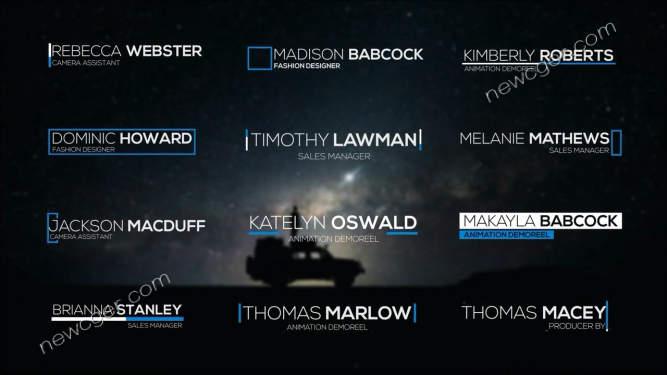 REBECCA WEBSTER
CAMERA ASSISTANT
MADISON BABCOCK
FASHION DESIGNER
KIMBERLY ROBERTS
ANIMATION DEMOREEL
newcger.com
DOMINIC HOWARD
FASHION DESIGNER
TIMOTHY LAWMAN
SALES MANAGER
MELANIE MATHEWS
SALES MANAGER
JACKSON MACDUFF
CAMERA ASSISTANT
KATELYN OSWALD
ANIMATION DEMOREEL
MAKAYLA BABCOCK
ANIMATION DEMOREEL
BRIANNA STANLEY
SALES MANAGER
newcger.com
THOMAS MARLOW
ANIMATION DEMOREEL
THOMAS MACEY
PRODUCER BY